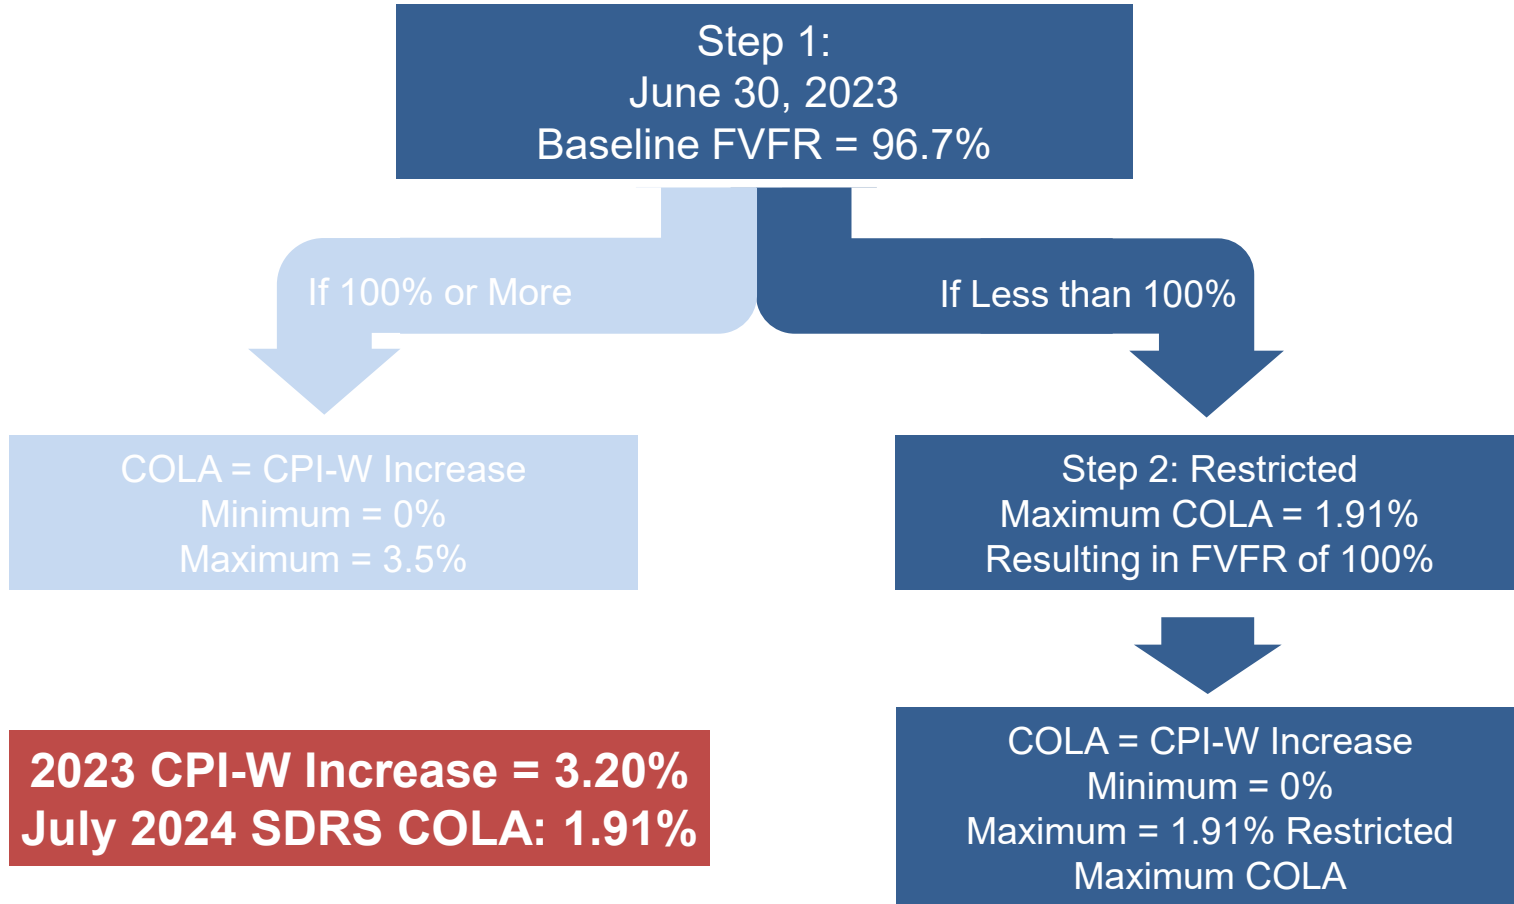 Step 1:
June 30, 2023
Baseline FVFR = 96.7%
If 100% or More
If Less than 100%
COLA = CPI-W Increase
Minimum = 0%
Maximum = 3.5%
Step 2: Restricted
Maximum COLA = 1.91%
Resulting in FVFR of 100%
2023 CPI-W Increase = 3.20%
July 2024 SDRS COLA: 1.91%
COLA = CPI-W Increase
Minimum = 0%
Maximum = 1.91% Restricted
Maximum COLA